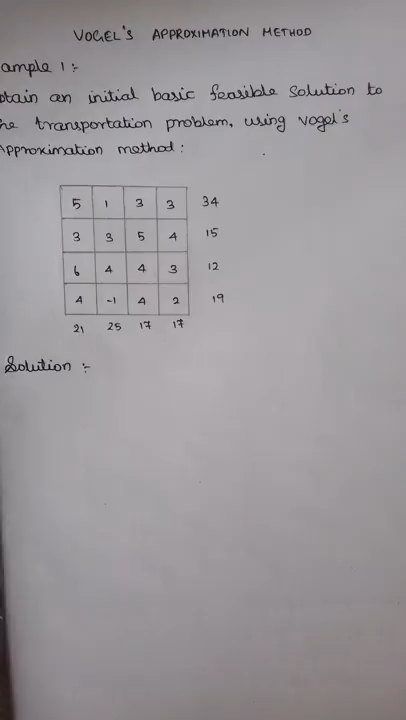 VOGEL'S APPROXIMATION METHOD
ample 1 :-
btain an initial basic feasible solution to
he transportation problem, using Vogel's
Approximation method :
5 1 3 3 34
3 3 5 4 15
6 4 4 3 12
4 -1 4 2 19
21 25 17 17
Solution :-